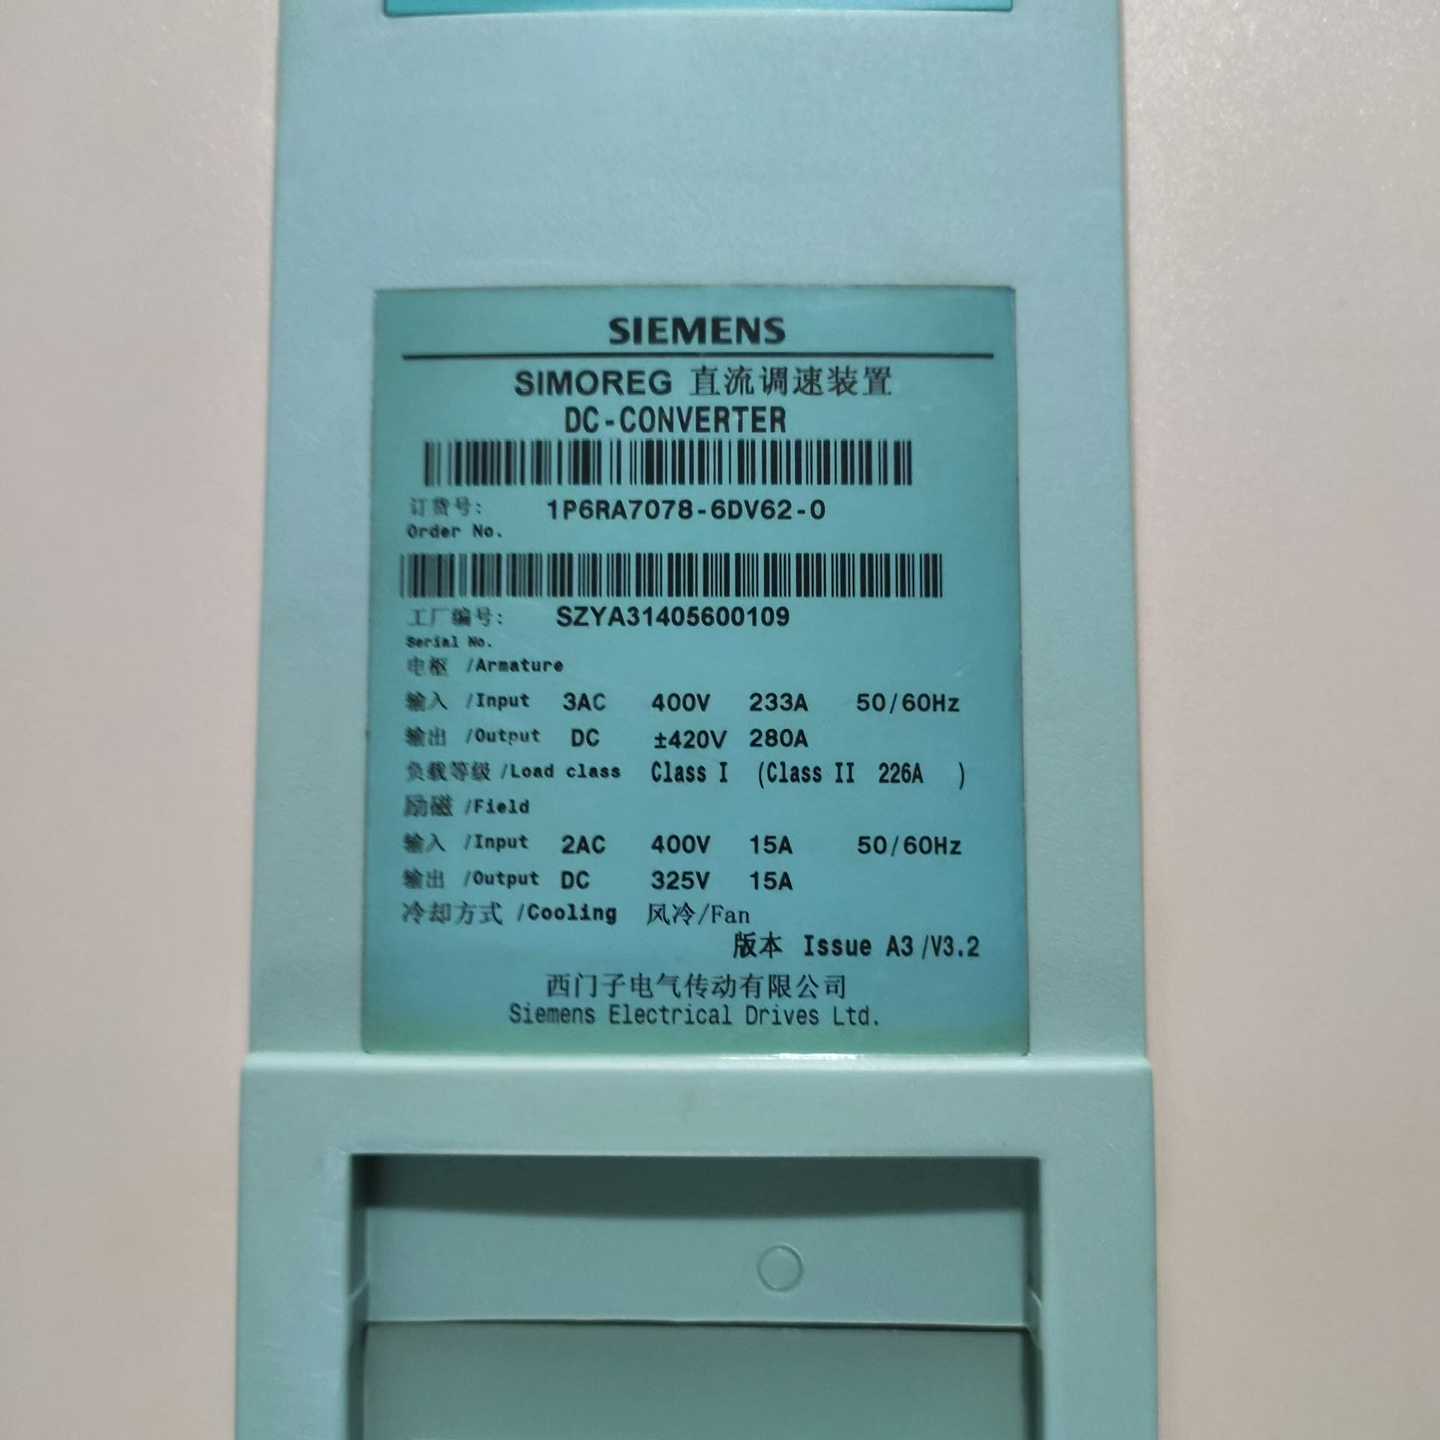 SIEMENS
SIMOREG 直流调速装置
DC-CONVERTER
订货号: 1P6RA7078-6DV62-0
Order No.
工厂编号: SZYA31405600109
Serial No.
电枢 /Armature
输入 /Input 3AC 400V 233A 50/60Hz
输出 /Output DC ±420V 280A
负载等级 /Load class Class I (Class II 226A )
励磁 /Field
输入 /Input 2AC 400V 15A 50/60Hz
输出 /Output DC 325V 15A
冷却方式 /Cooling 风冷/Fan
版本 Issue A3/V3.2
西门子电气传动有限公司
Siemens Electrical Drives Ltd.